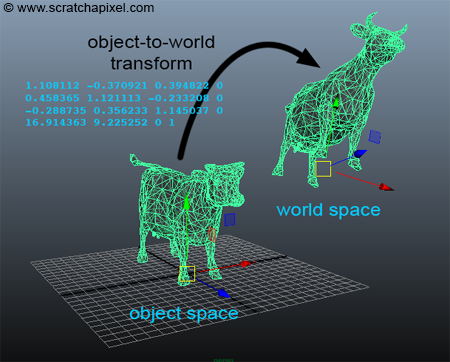 © www.scratchapixel.com
object-to-world
transform
1.108112 -0.370921 0.394822 0
0.458365 1.121113 -0.233208 0
-0.288735 0.356233 1.145037 0
16.914363 9.225252 0 1
world space
object space